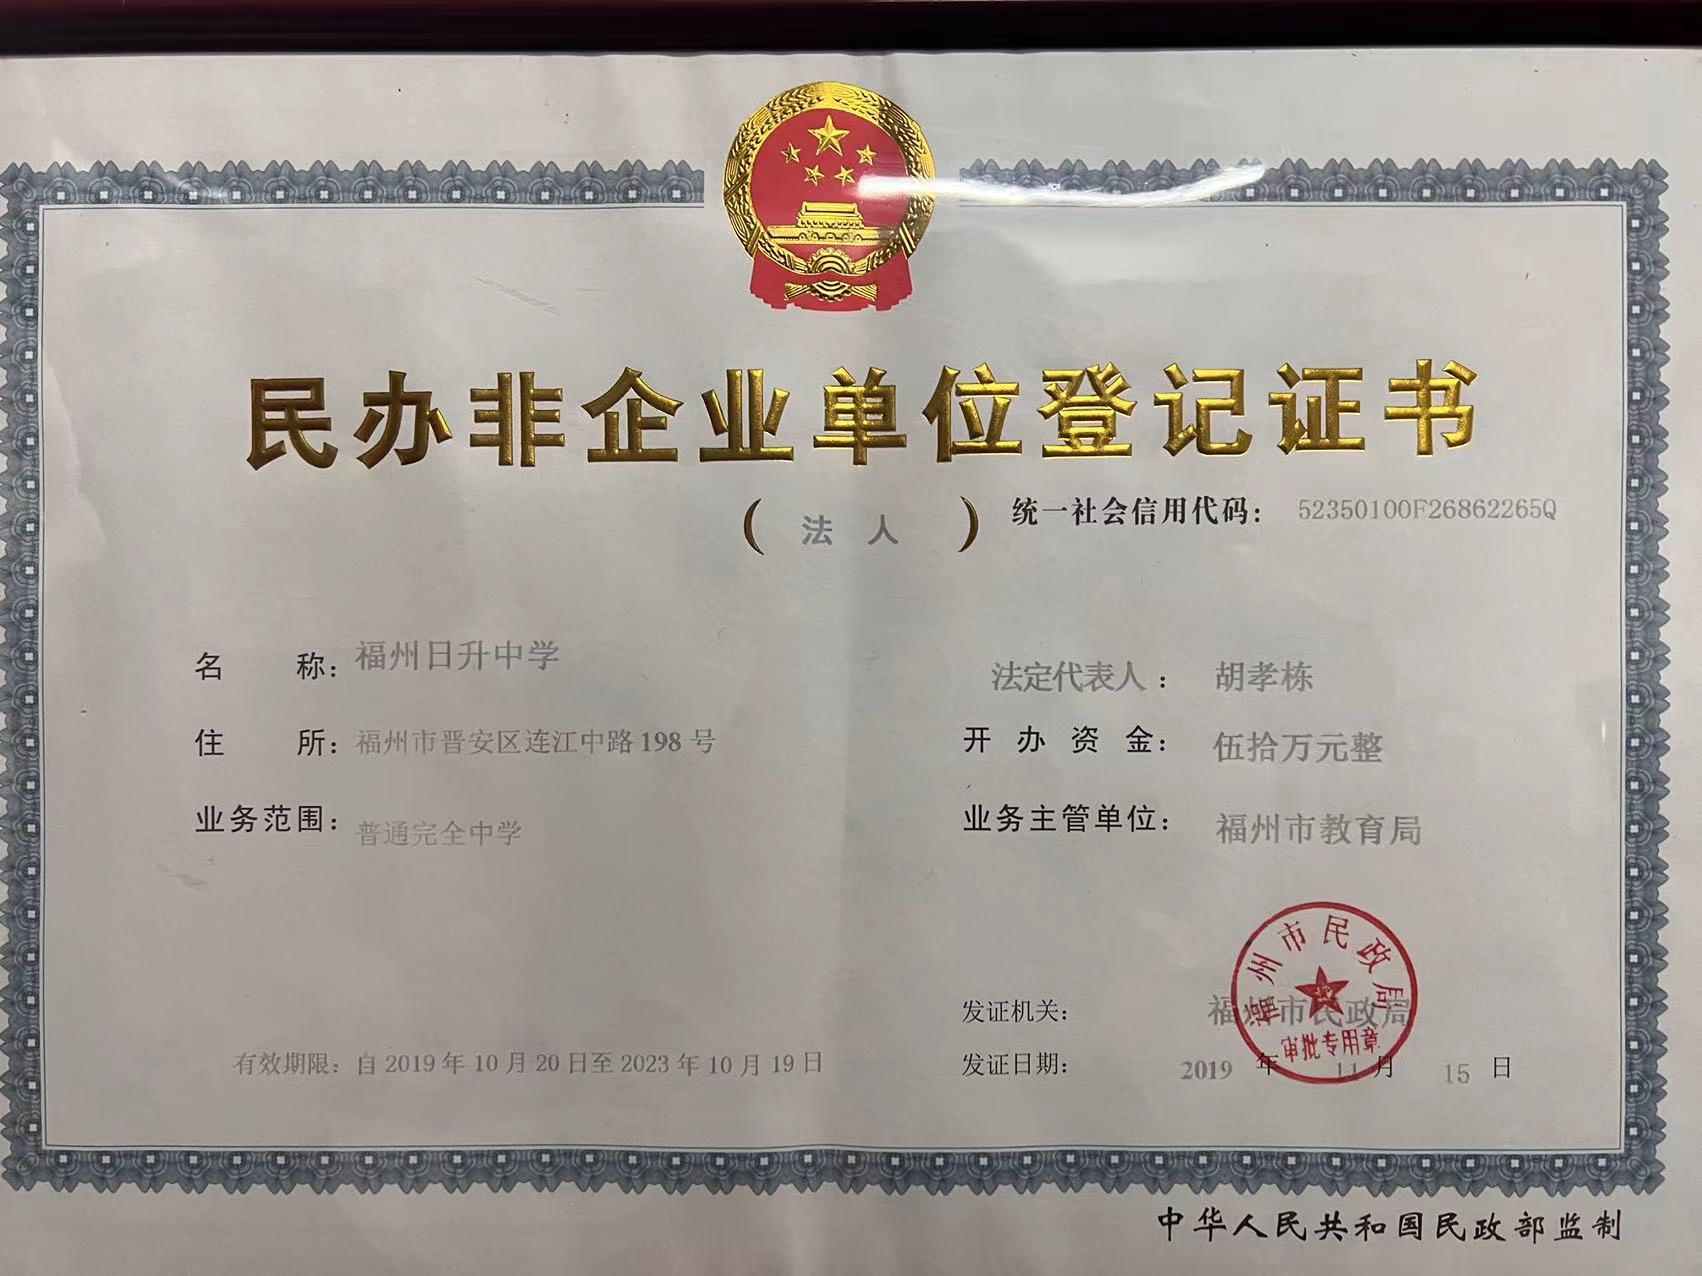 民办非企业单位登记证书
（法人）
统一社会信用代码： 52350100F26862265Q
名称： 福州日升中学
法定代表人： 胡孝栋
住所： 福州市晋安区连江中路198号
开办资金： 伍拾万元整
业务范围： 普通完全中学
业务主管单位： 福州市教育局
发证机关： 福州市民政局
有效期限：自2019年10月20日至2023年10月19日
发证日期： 2019年11月15日
福州市民政局
审批专用章
中华人民共和国民政部监制